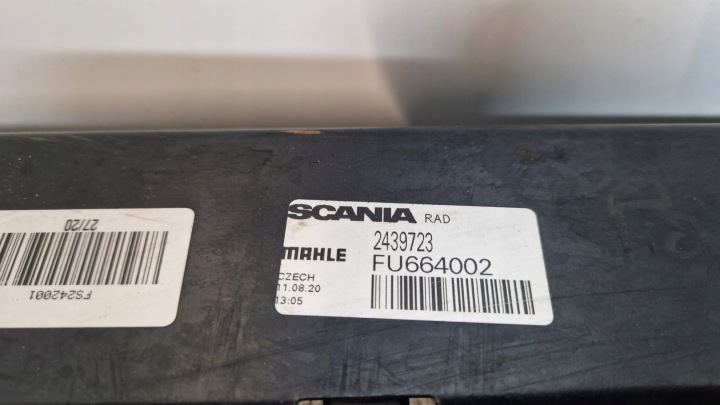 27/20
FS242001
SCANIA RAD
2439723
MAHLE
FU664002
CZECH
11.08.20
13:05